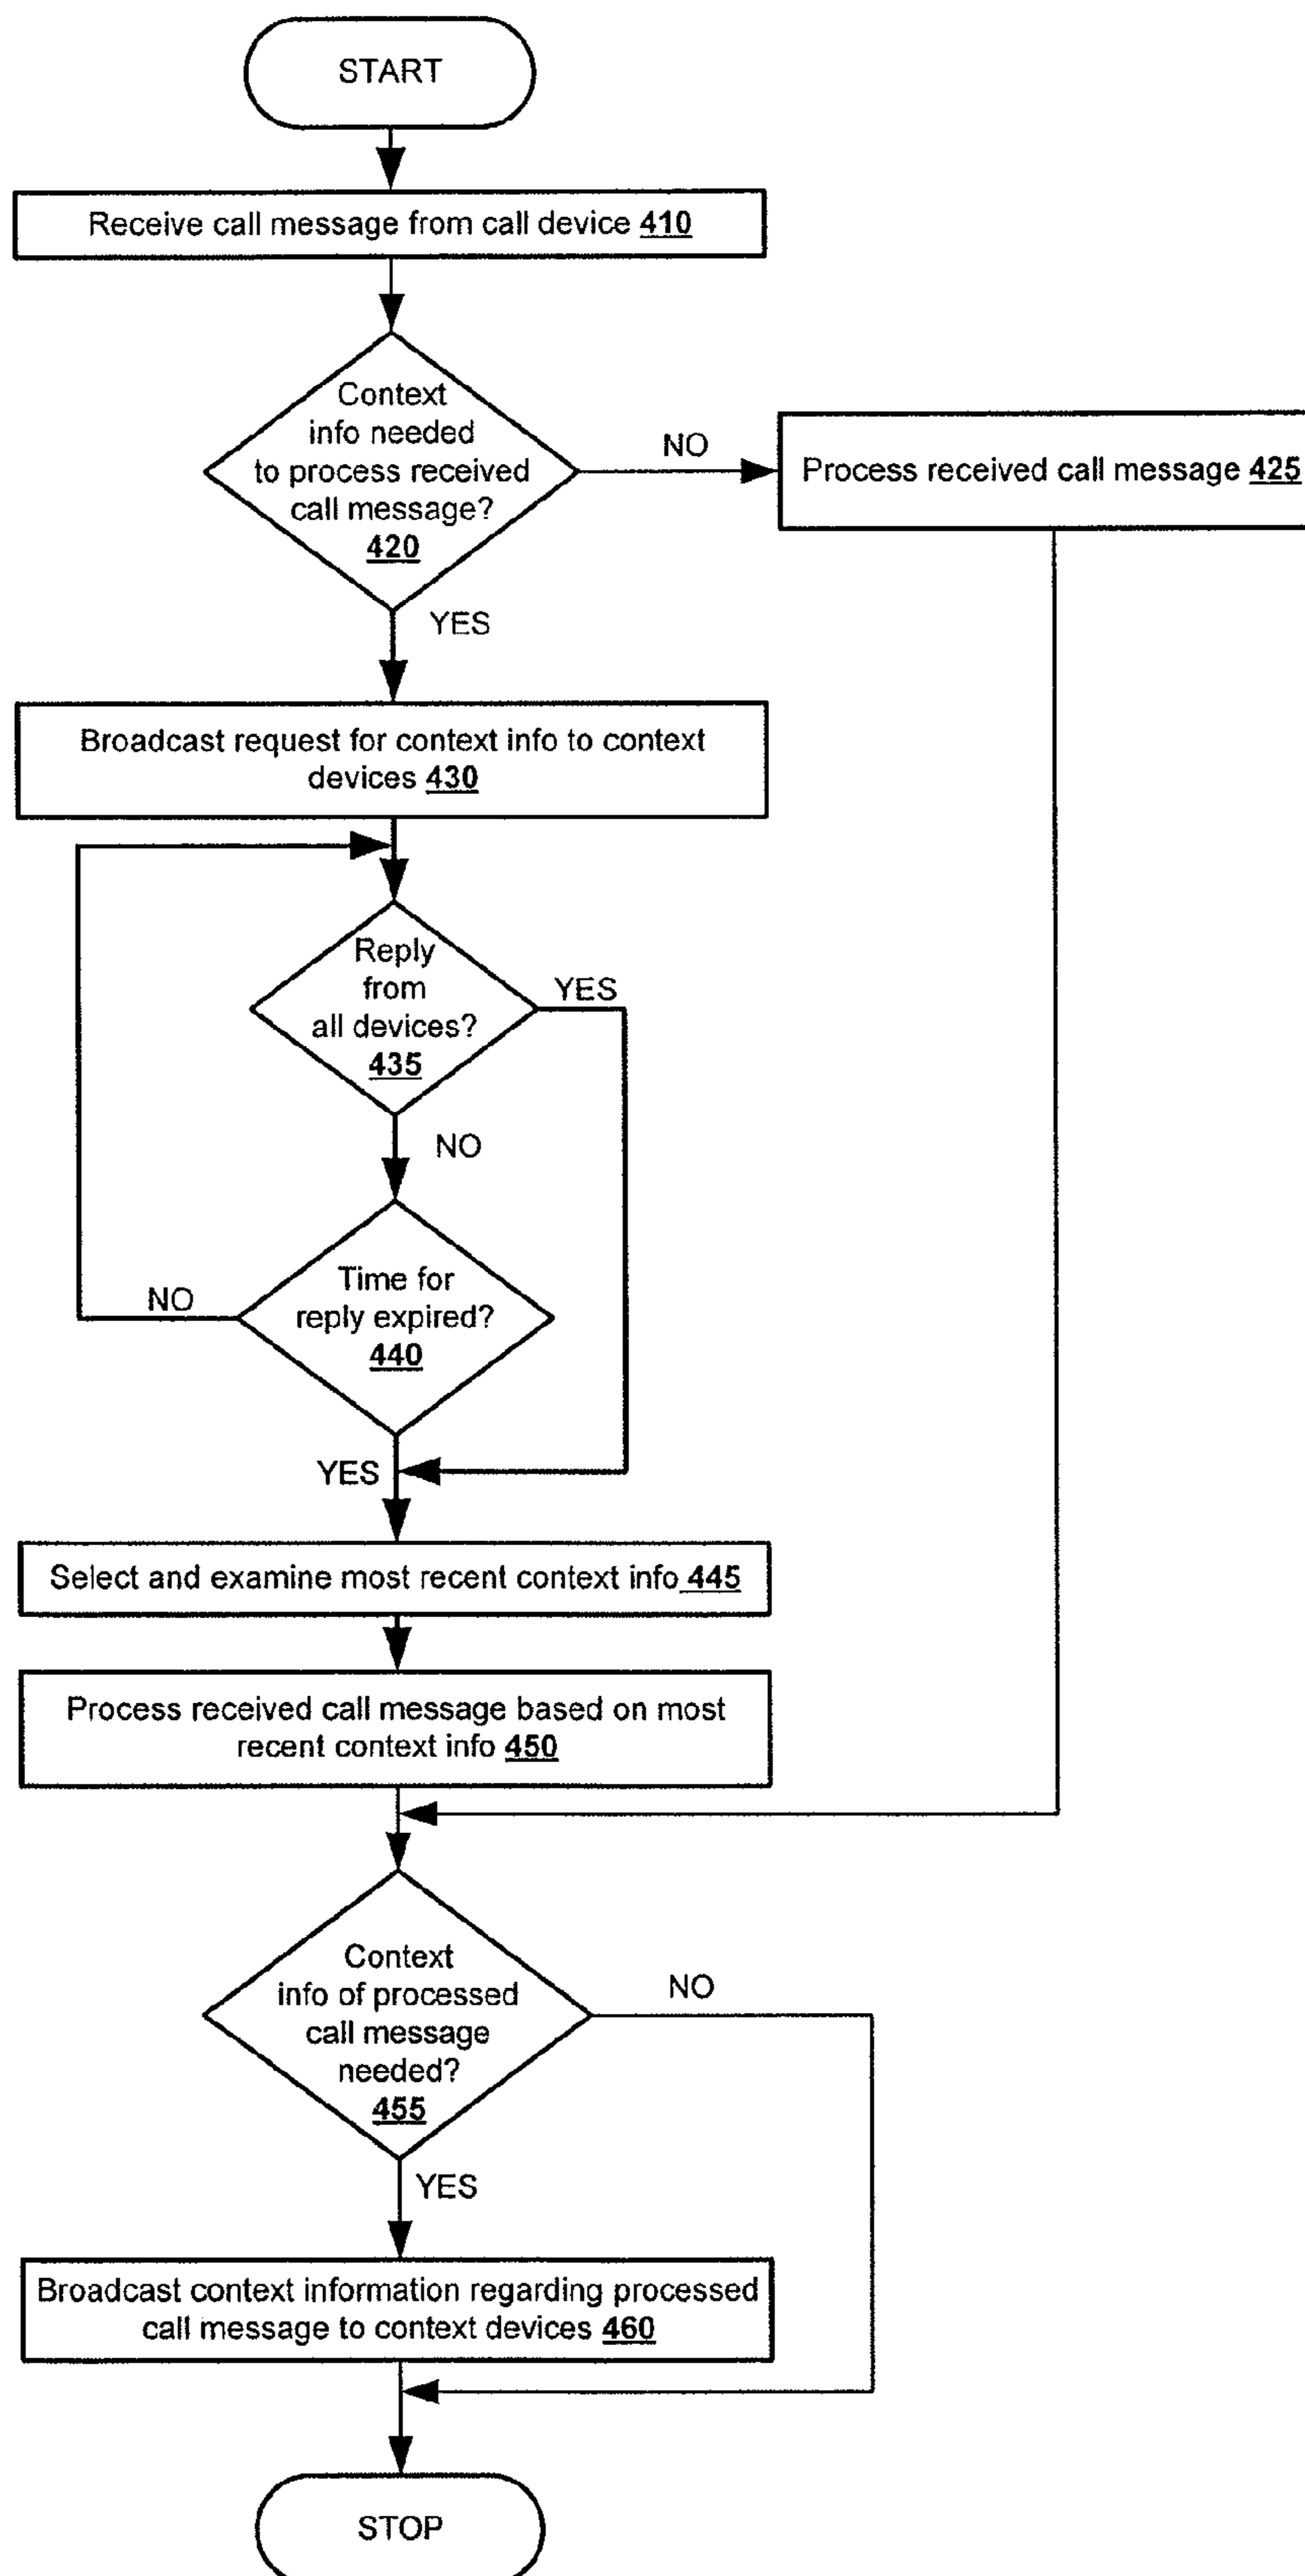 START
Receive call message from call device 410
Context
info needed
to process received
call message?
420
NO
Process received call message 425
YES
Broadcast request for context info to context
devices 430
Reply
from
all devices?
435
YES
NO
Time for
reply expired?
440
NO
YES
Select and examine most recent context info 445
Process received call message based on most
recent context info 450
Context
info of processed
call message
needed?
455
NO
YES
Broadcast context information regarding processed
call message to context devices 460
STOP